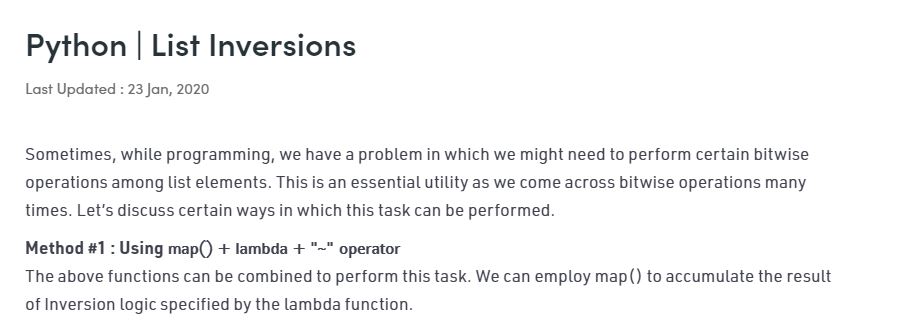 Python | List Inversions
Last Updated : 23 Jan, 2020
Sometimes, while programming, we have a problem in which we might need to perform certain bitwise
operations among list elements. This is an essential utility as we come across bitwise operations many
times. Let’s discuss certain ways in which this task can be performed.
Method #1 : Using map() + lambda + "~" operator
The above functions can be combined to perform this task. We can employ map() to accumulate the result
of Inversion logic specified by the lambda function.